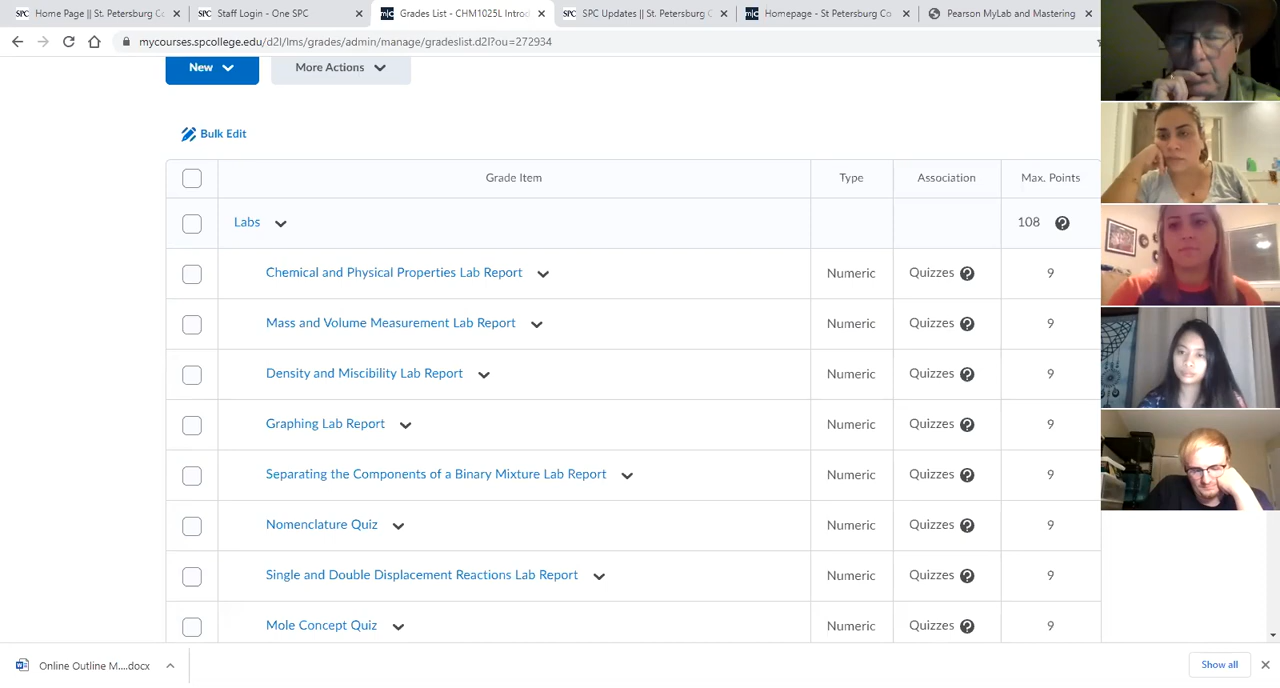 Home Page || St. Petersburg Co
Staff Login - One SPC
Grades List - CHM1025L Introd
SPC Updates || St. Petersburg C
Homepage - St Petersburg Co
Pearson MyLab and Mastering
mycourses.spcollege.edu/d2l/lms/grades/admin/manage/gradeslist.d2l?ou=272934
New More Actions
Bulk Edit
Grade Item Type Association Max. Points
Labs 108
Chemical and Physical Properties Lab Report Numeric Quizzes 9
Mass and Volume Measurement Lab Report Numeric Quizzes 9
Density and Miscibility Lab Report Numeric Quizzes 9
Graphing Lab Report Numeric Quizzes 9
Separating the Components of a Binary Mixture Lab Report Numeric Quizzes 9
Nomenclature Quiz Numeric Quizzes 9
Single and Double Displacement Reactions Lab Report Numeric Quizzes 9
Mole Concept Quiz Numeric Quizzes 9
Online Outline M....docx Show all